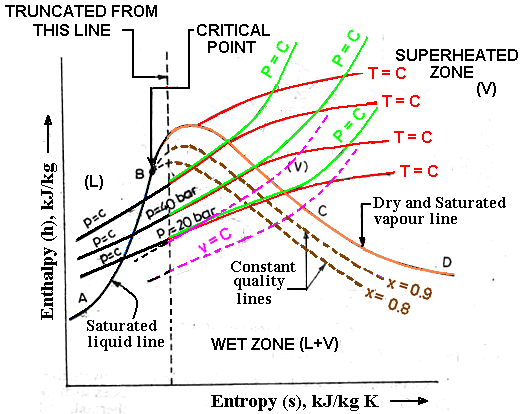 TRUNCATED FROM
THIS LINE
CRITICAL
POINT
SUPERHEATED
ZONE
(V)
P = C
P = C
P = C
T = C
T = C
T = C
T = C
(L)
B
(V)
P=C
P=C
P=C
P=40 bar
P=20 bar
v=C
C
Dry and Saturated
vapour line
D
A
Saturated
liquid line
Constant
quality
lines
x=0.9
x=0.8
WET ZONE (L+V)
Enthalpy (h), kJ/kg
Entropy (s), kJ/kg K